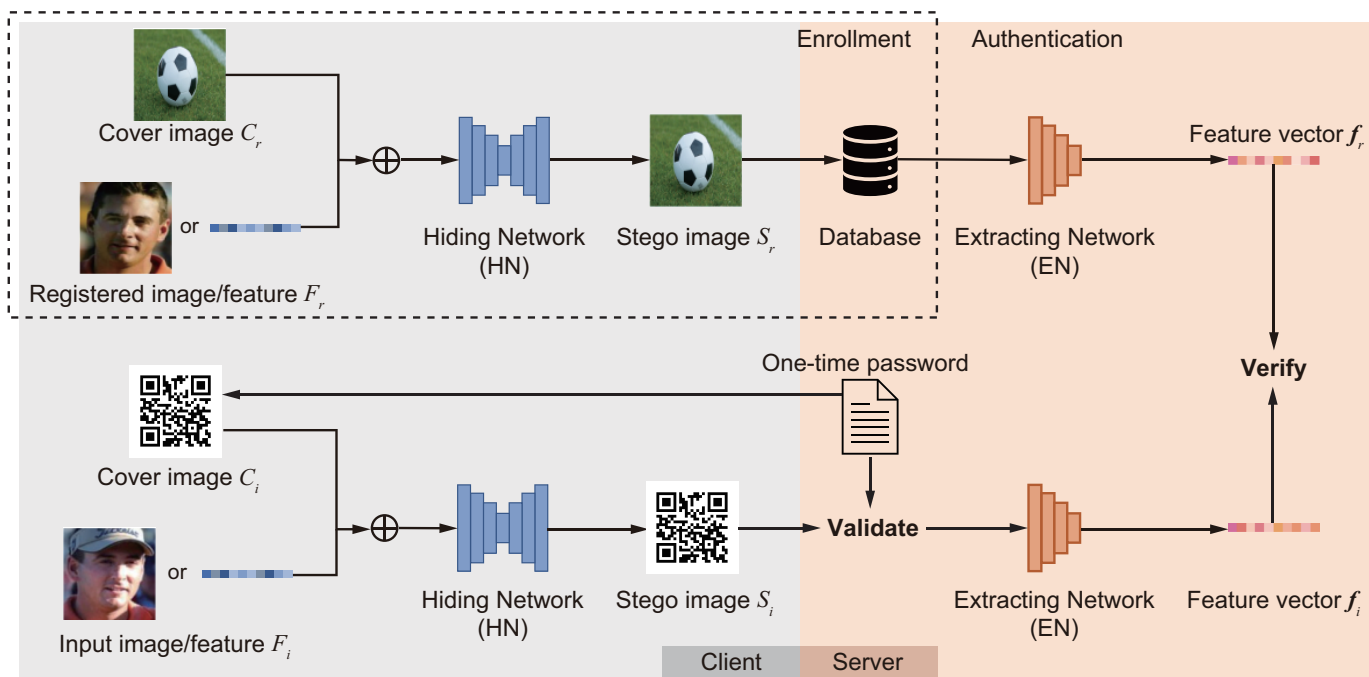 Enrollment
Authentication
Cover image C_r
or
Registered image/feature F_r
Hiding Network
(HN)
Stego image S_r
Database
Extracting Network
(EN)
Feature vector f_r
One-time password
Verify
Cover image C_i
or
Input image/feature F_i
Hiding Network
(HN)
Stego image S_i
Validate
Extracting Network
(EN)
Feature vector f_i
Client
Server